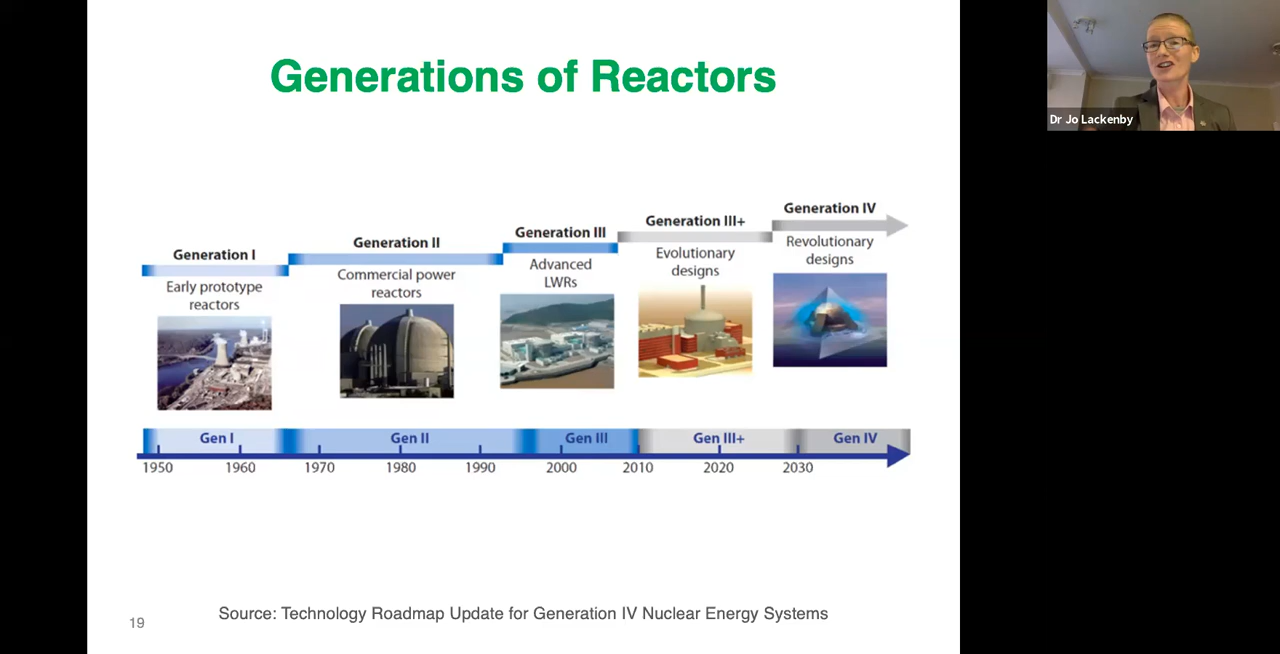 Generations of Reactors
Dr Jo Lackenby
Generation I
Early prototype
reactors
Generation II
Commercial power
reactors
Generation III
Advanced
LWRs
Generation III+
Evolutionary
designs
Generation IV
Revolutionary
designs
Gen I Gen II Gen III Gen III+ Gen IV
1950 1960 1970 1980 1990 2000 2010 2020 2030
Source: Technology Roadmap Update for Generation IV Nuclear Energy Systems
19